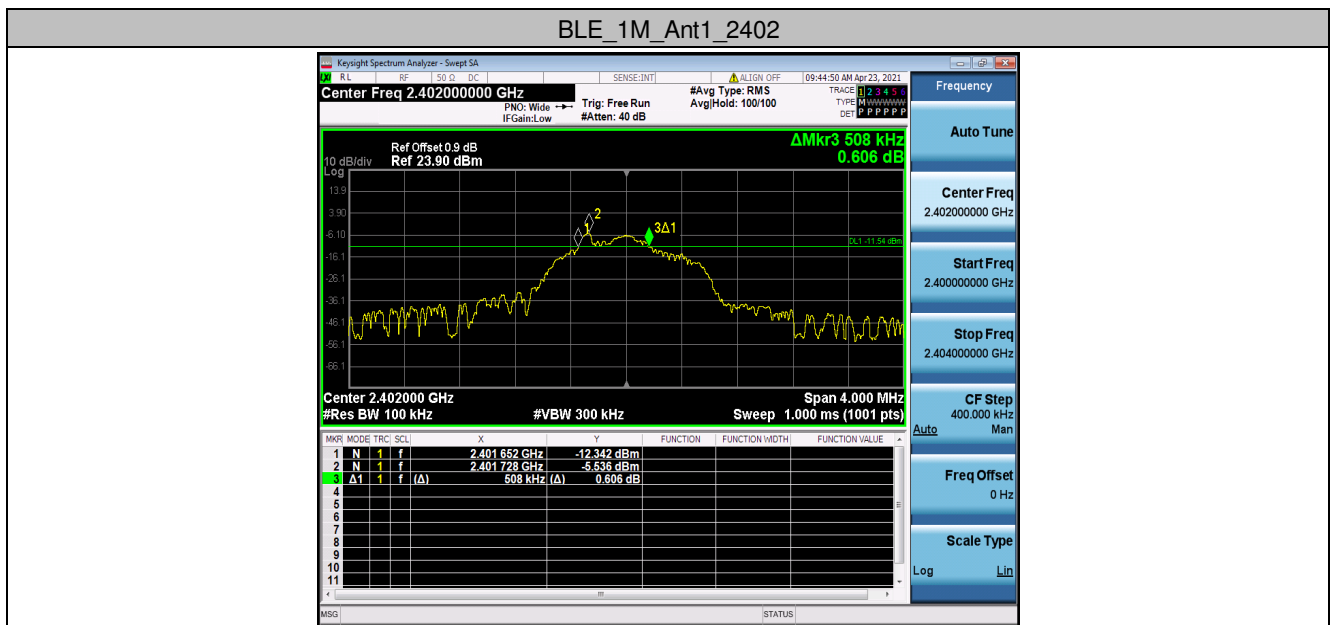 BLE_1M_Ant1_2402
Keysight Spectrum Analyzer - Swept SA
RL RF 50 Ω DC SENSE:INT ALIGN OFF 09:44:50 AM Apr 23, 2021
Center Freq 2.402000000 GHz
PNO: Wide
IFGain:Low
Trig: Free Run
#Atten: 40 dB
#Avg Type: RMS
Avg|Hold: 100/100
TRACE 1 2 3 4 5 6
TYPE M W W W W W
DET P P P P P P
Frequency
Auto Tune
Center Freq
2.402000000 GHz
Start Freq
2.400000000 GHz
Stop Freq
2.404000000 GHz
CF Step
400.000 kHz
Auto Man
Freq Offset
0 Hz
Scale Type
Log Lin
ΔMkr3 508 kHz
0.606 dB
Ref Offset 0.9 dB
10 dB/div Ref 23.90 dBm
Log
13.9
3.90
-6.10
-16.1
-26.1
-36.1
-46.1
-56.1
-66.1
1
2
3Δ1
DL1 -11.54 dBm
Center 2.402000 GHz Span 4.000 MHz
#Res BW 100 kHz #VBW 300 kHz Sweep 1.000 ms (1001 pts)
MKR MODE TRC SCL X Y FUNCTION FUNCTION WIDTH FUNCTION VALUE
1 N 1 f 2.401 652 GHz -12.342 dBm
2 N 1 f 2.401 728 GHz -5.536 dBm
3 Δ1 1 f (Δ) 508 kHz (Δ) 0.606 dB
4
5
6
7
8
9
10
11
MSG STATUS